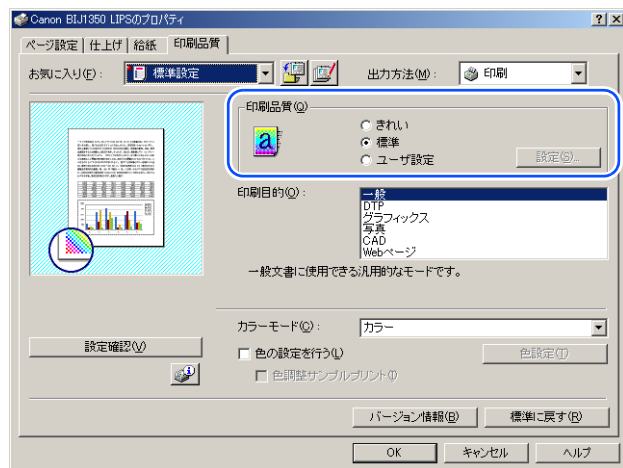 Canon BIJ1350 LIPSのプロパティ
ページ設定 仕上げ 給紙 印刷品質
お気に入り(F): 標準設定 出力方法(M): 印刷
印刷品質(Q)
きれい
標準
ユーザ設定 設定(S)...
印刷目的(O): 一般
DTP
グラフィックス
写真
CAD
Webページ
一般文書に使用できる汎用的なモードです。
カラーモード(C): カラー
設定確認(V) 色の設定を行う(L) 色設定(T)
色調整サンプルプリント(I)
バージョン情報(B) 標準に戻す(R)
OK キャンセル ヘルプ